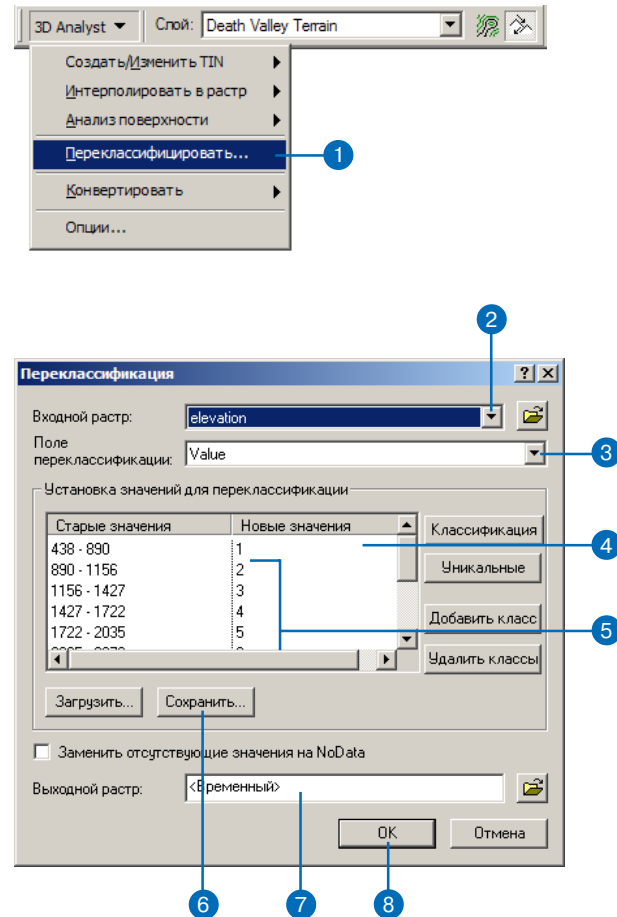 3D Analyst Слой: Death Valley Terrain
Создать/Изменить TIN
Интерполировать в растр
Анализ поверхности
Переклассифицировать... 1
Конвертировать
Опции...
2
Переклассификация
Входной растр: elevation
Поле
переклассификации: Value 3
Установка значений для переклассификации
Старые значения Новые значения Классификация
438 - 890 1 4
890 - 1156 2 Уникальные
1156 - 1427 3
1427 - 1722 4 Добавить класс
1722 - 2035 5 5
Удалить классы
Загрузить... Сохранить...
Заменить отсутствующие значения на NoData
Выходной растр: <Временный>
OK Отмена
6 7 8